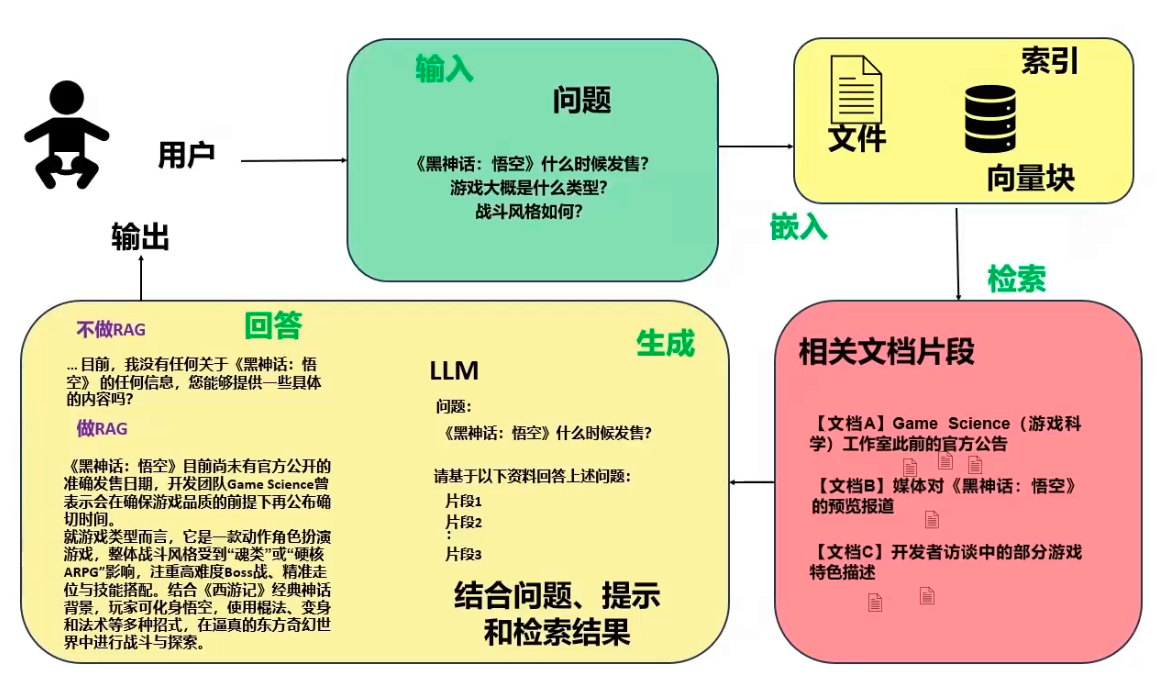 用户
输入
问题
《黑神话：悟空》什么时候发售？
游戏大概是什么类型？
战斗风格如何？
索引
文件
向量块
嵌入
检索
相关文档片段
【文档A】Game Science（游戏科
学）工作室此前的官方公告
【文档B】媒体对《黑神话：悟空》
的预览报道
【文档C】开发者访谈中的部分游戏
特色描述
生成
LLM
问题：
《黑神话：悟空》什么时候发售？
请基于以下资料回答上述问题：
片段1
片段2
：
片段3
结合问题、提示
和检索结果
回答
不做RAG
... 目前，我没有任何关于《黑神话：悟
空》 的任何信息，您能够提供一些具体
的内容吗？
做RAG
《黑神话：悟空》目前尚未有官方公开的
准确发售日期，开发团队Game Science曾
表示会在确保游戏品质的前提下再公布确
切时间。
就游戏类型而言，它是一款动作角色扮演
游戏，整体战斗风格受到“魂类”或“硬核
ARPG”影响，注重高难度Boss战、精准走
位与技能搭配。结合《西游记》经典神话
背景，玩家可化身悟空，使用棍法、变身
和法术等多种招式，在逼真的东方奇幻世
界中进行战斗与探索。
输出